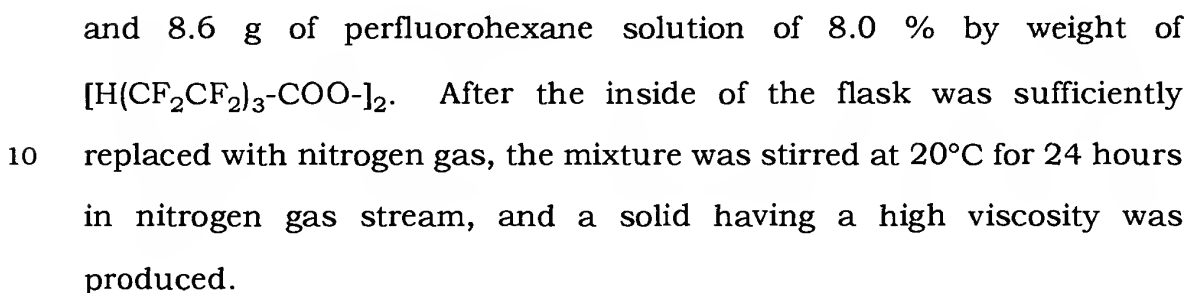 and 8.6 g of perfluorohexane solution of 8.0 % by weight of
[H(CF₂CF₂)₃-COO-]₂. After the inside of the flask was sufficiently
10 replaced with nitrogen gas, the mixture was stirred at 20°C for 24 hours
in nitrogen gas stream, and a solid having a high viscosity was
produced.